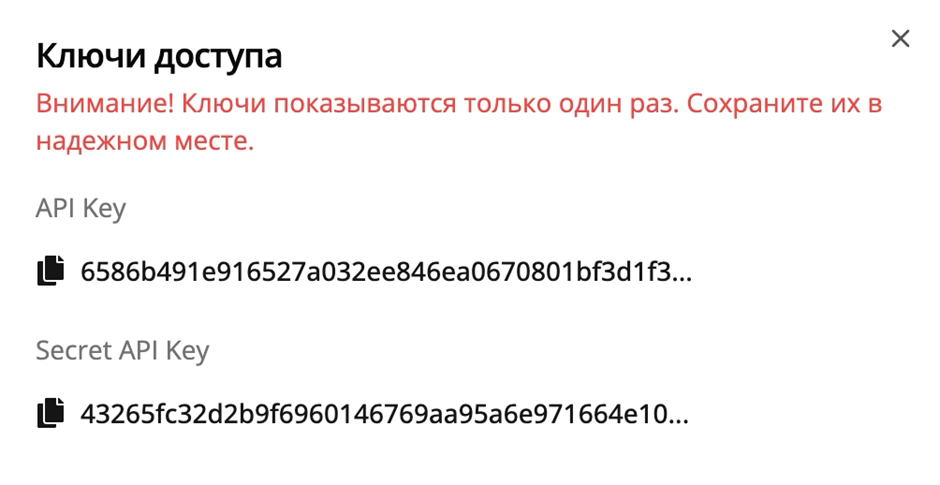 Ключи доступа
Внимание! Ключи показываются только один раз. Сохраните их в
надежном месте.
API Key
6586b491e916527a032ee846ea0670801bf3d1f3...
Secret API Key
43265fc32d2b9f6960146769aa95a6e971664e10...